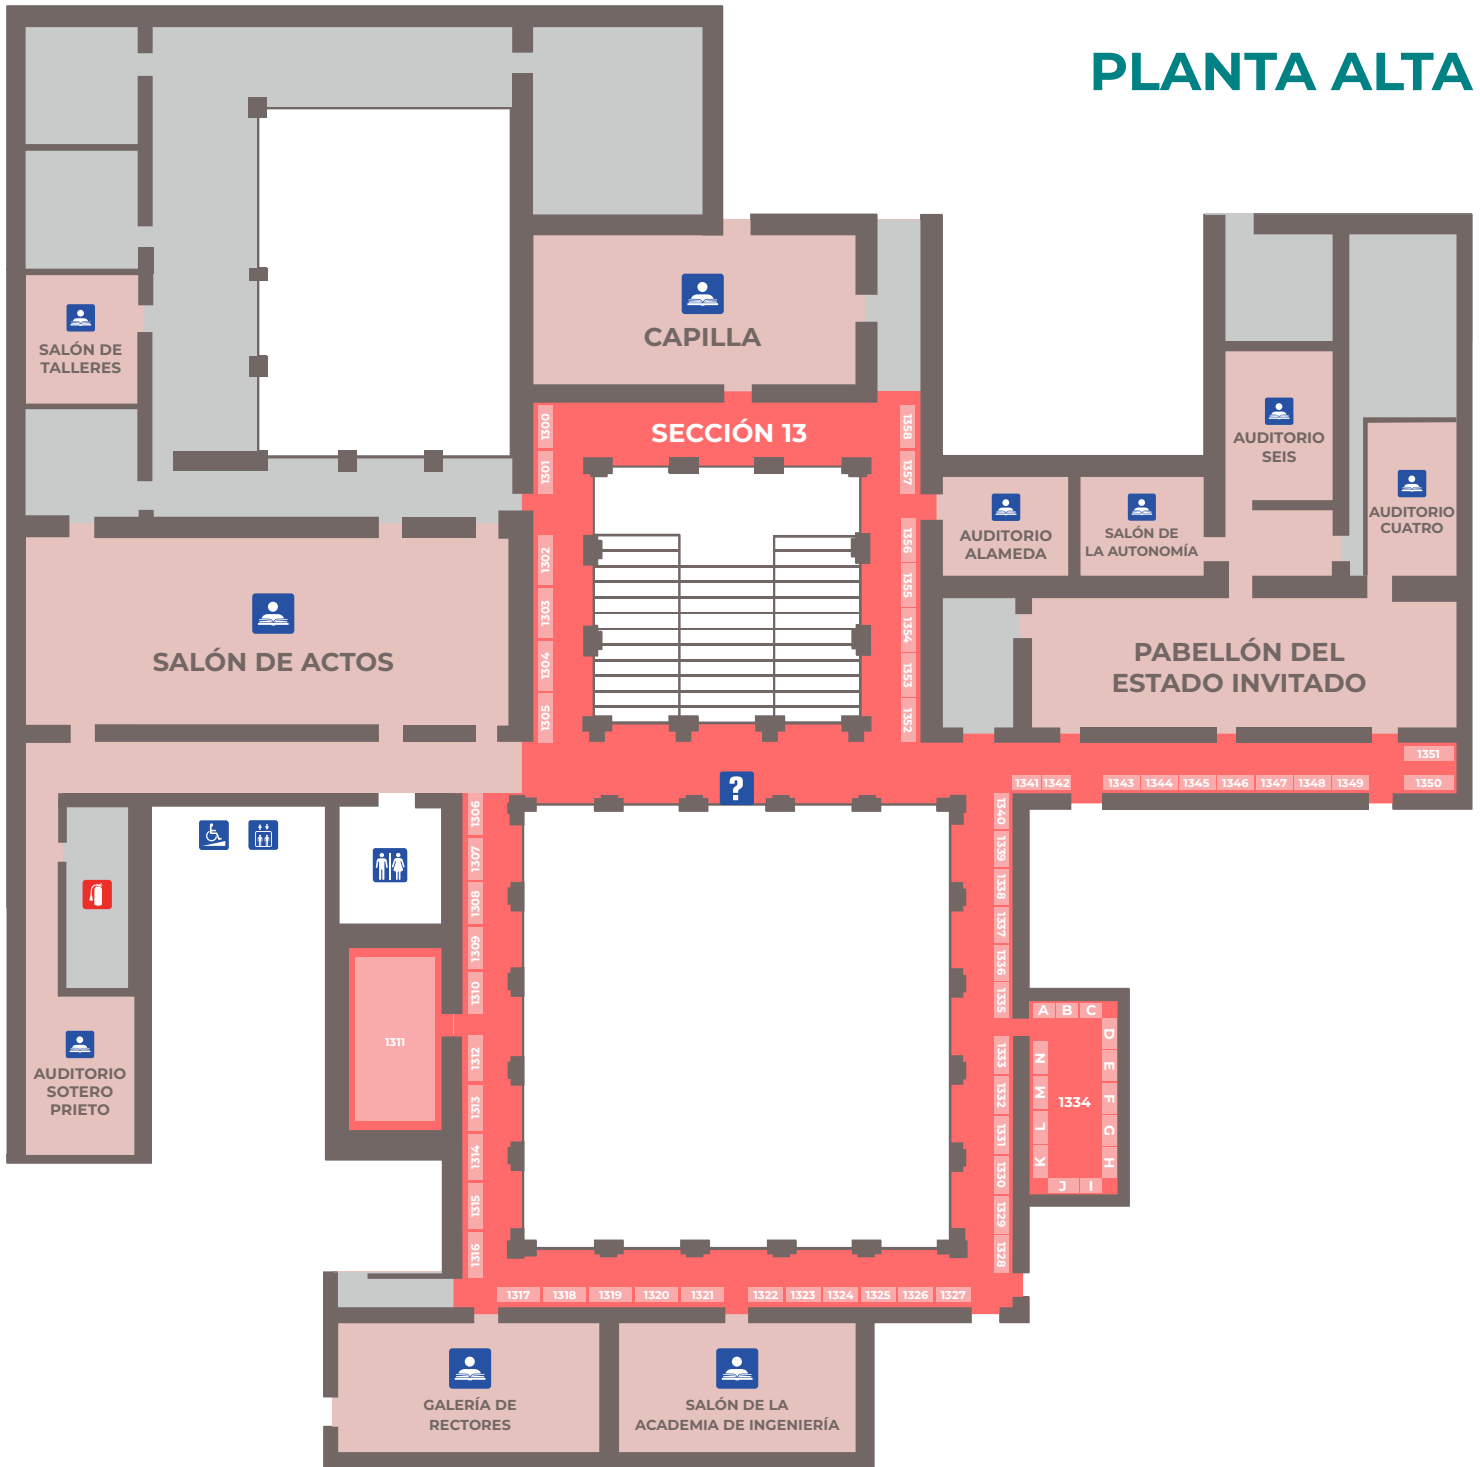 PLANTA ALTA
CAPILLA
SALÓN DE
TALLERES
SECCIÓN 13
1300
1301
1358
1357
AUDITORIO
SEIS
AUDITORIO
CUATRO
AUDITORIO
ALAMEDA
SALÓN DE
LA AUTONOMÍA
1302
1303
1304
1305
1356
1355
1354
1353
1352
SALÓN DE ACTOS
PABELLÓN DEL
ESTADO INVITADO
1351
1341
1342
1343
1344
1345
1346
1347
1348
1349
1350
?
1306
1307
1308
1309
1310
1311
1312
1313
1314
1315
1316
1340
1339
1338
1337
1336
1335
1333
1332
1331
1330
1329
1328
A
B
C
D
E
F
G
H
I
J
K
L
M
N
1334
AUDITORIO
SOTERO
PRIETO
1317
1318
1319
1320
1321
1322
1323
1324
1325
1326
1327
GALERÍA DE
RECTORES
SALÓN DE LA
ACADEMIA DE INGENIERÍA